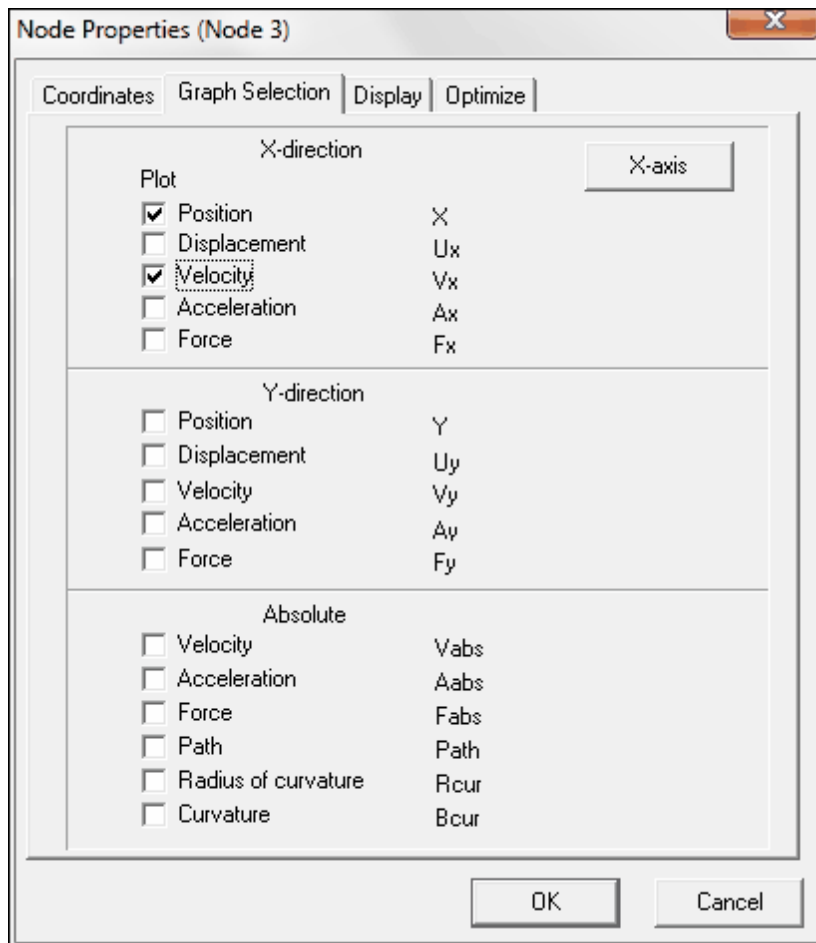 Node Properties (Node 3)
Coordinates Graph Selection Display Optimize
X-direction
X-axis
Plot
Position X
Displacement Ux
Velocity Vx
Acceleration Ax
Force Fx
Y-direction
Position Y
Displacement Uy
Velocity Vy
Acceleration Ay
Force Fy
Absolute
Velocity Vabs
Acceleration Aabs
Force Fabs
Path Path
Radius of curvature Rcur
Curvature Bcur
OK Cancel